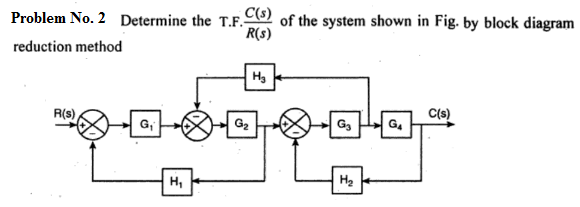 Problem No. 2 Determine the T.F. C(s)/R(s) of the system shown in Fig. by block diagram
reduction method
H₃
R(s)
+
−
G₁
+
−
G₂
+
−
G₃
G₄
C(s)
H₁
H₂